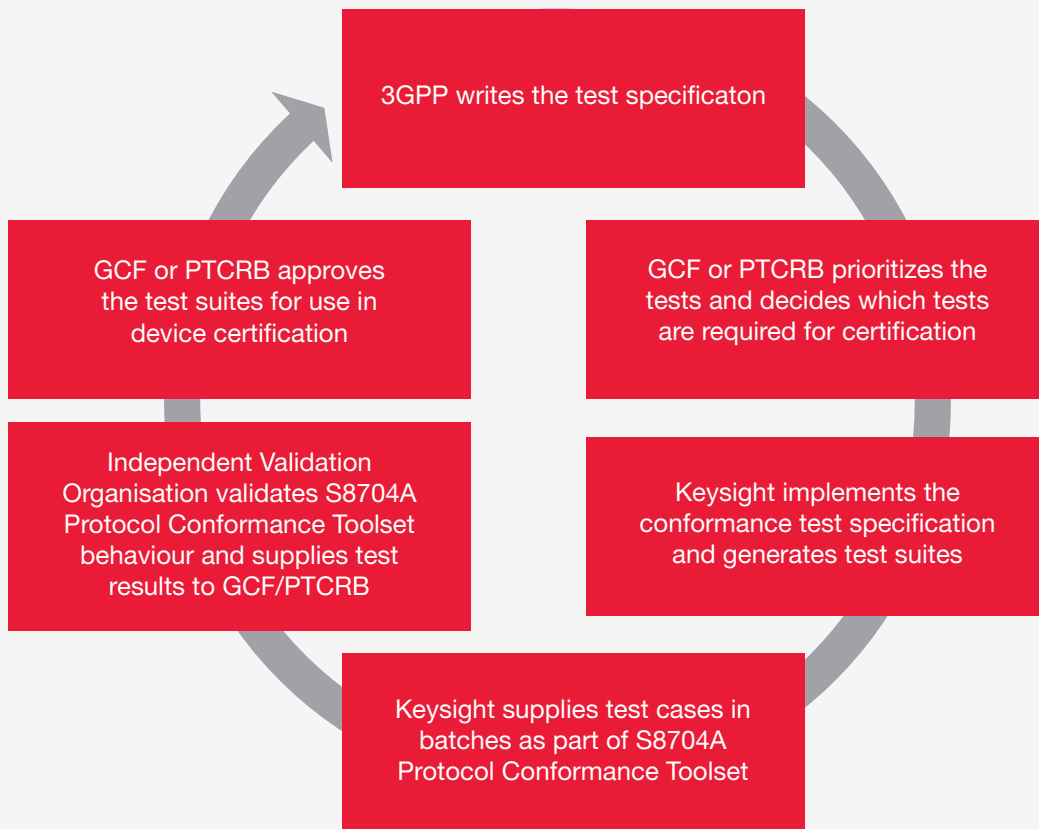 3GPP writes the test specificaton
GCF or PTCRB prioritizes the
tests and decides which tests
are required for certification
Keysight implements the
conformance test specification
and generates test suites
Keysight supplies test cases in
batches as part of S8704A
Protocol Conformance Toolset
Independent Validation
Organisation validates S8704A
Protocol Conformance Toolset
behaviour and supplies test
results to GCF/PTCRB
GCF or PTCRB approves
the test suites for use in
device certification